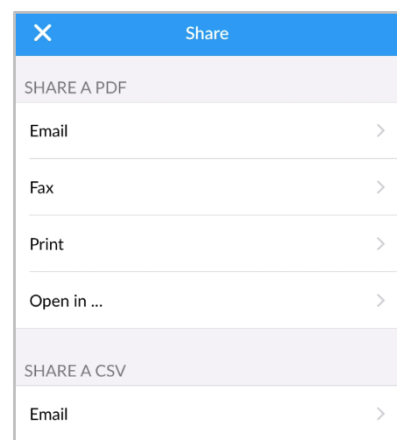 Share
SHARE A PDF
Email
Fax
Print
Open in ...
SHARE A CSV
Email